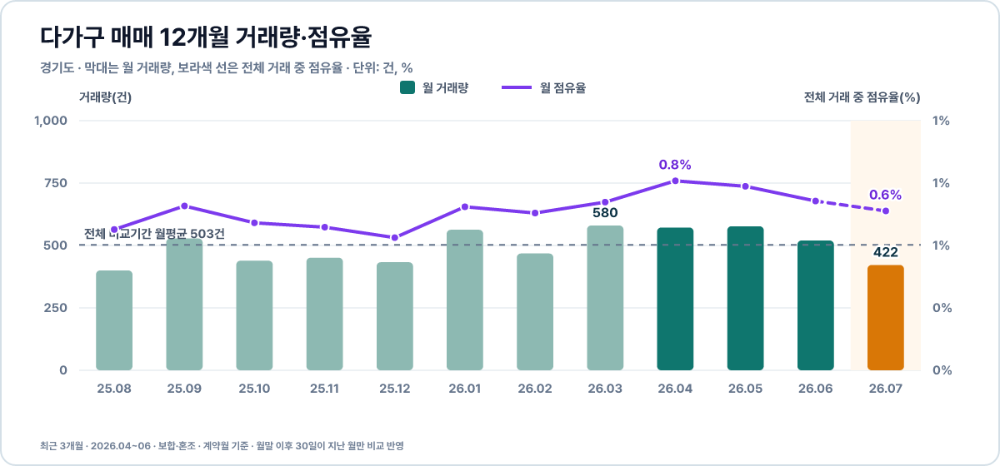 다가구 매매 12개월 거래량·점유율
경기도 · 막대는 월 거래량, 보라색 선은 전체 거래 중 점유율 · 단위: 건, %
월 거래량 월 점유율
거래량(건) 전체 거래 중 점유율(%)
1,000 1%
750 1%
0.8%
0.6%
580
전체 비교기간 월평균 503건
500 1%
422
250 0%
0 0%
25.08 25.09 25.10 25.11 25.12 26.01 26.02 26.03 26.04 26.05 26.06 26.07
최근 3개월 · 2026.04~06 · 보합·혼조 · 계약월 기준 · 월말 이후 30일이 지난 월만 비교 반영